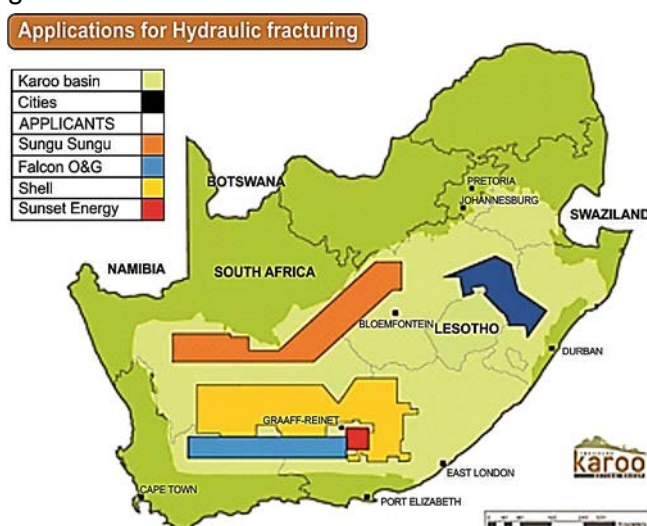 g
Applications for Hydraulic fracturing
Karoo basin
Cities
APPLICANTS
Sungu Sungu
Falcon O&G
Shell
Sunset Energy
BOTSWANA
PRETORIA
JOHANNESBURG
SWAZILAND
NAMIBIA
SOUTH AFRICA
BLOEMFONTEIN
LESOTHO
DURBAN
GRAAFF-REINET
EAST LONDON
CAPE TOWN
PORT ELIZABETH
karoo